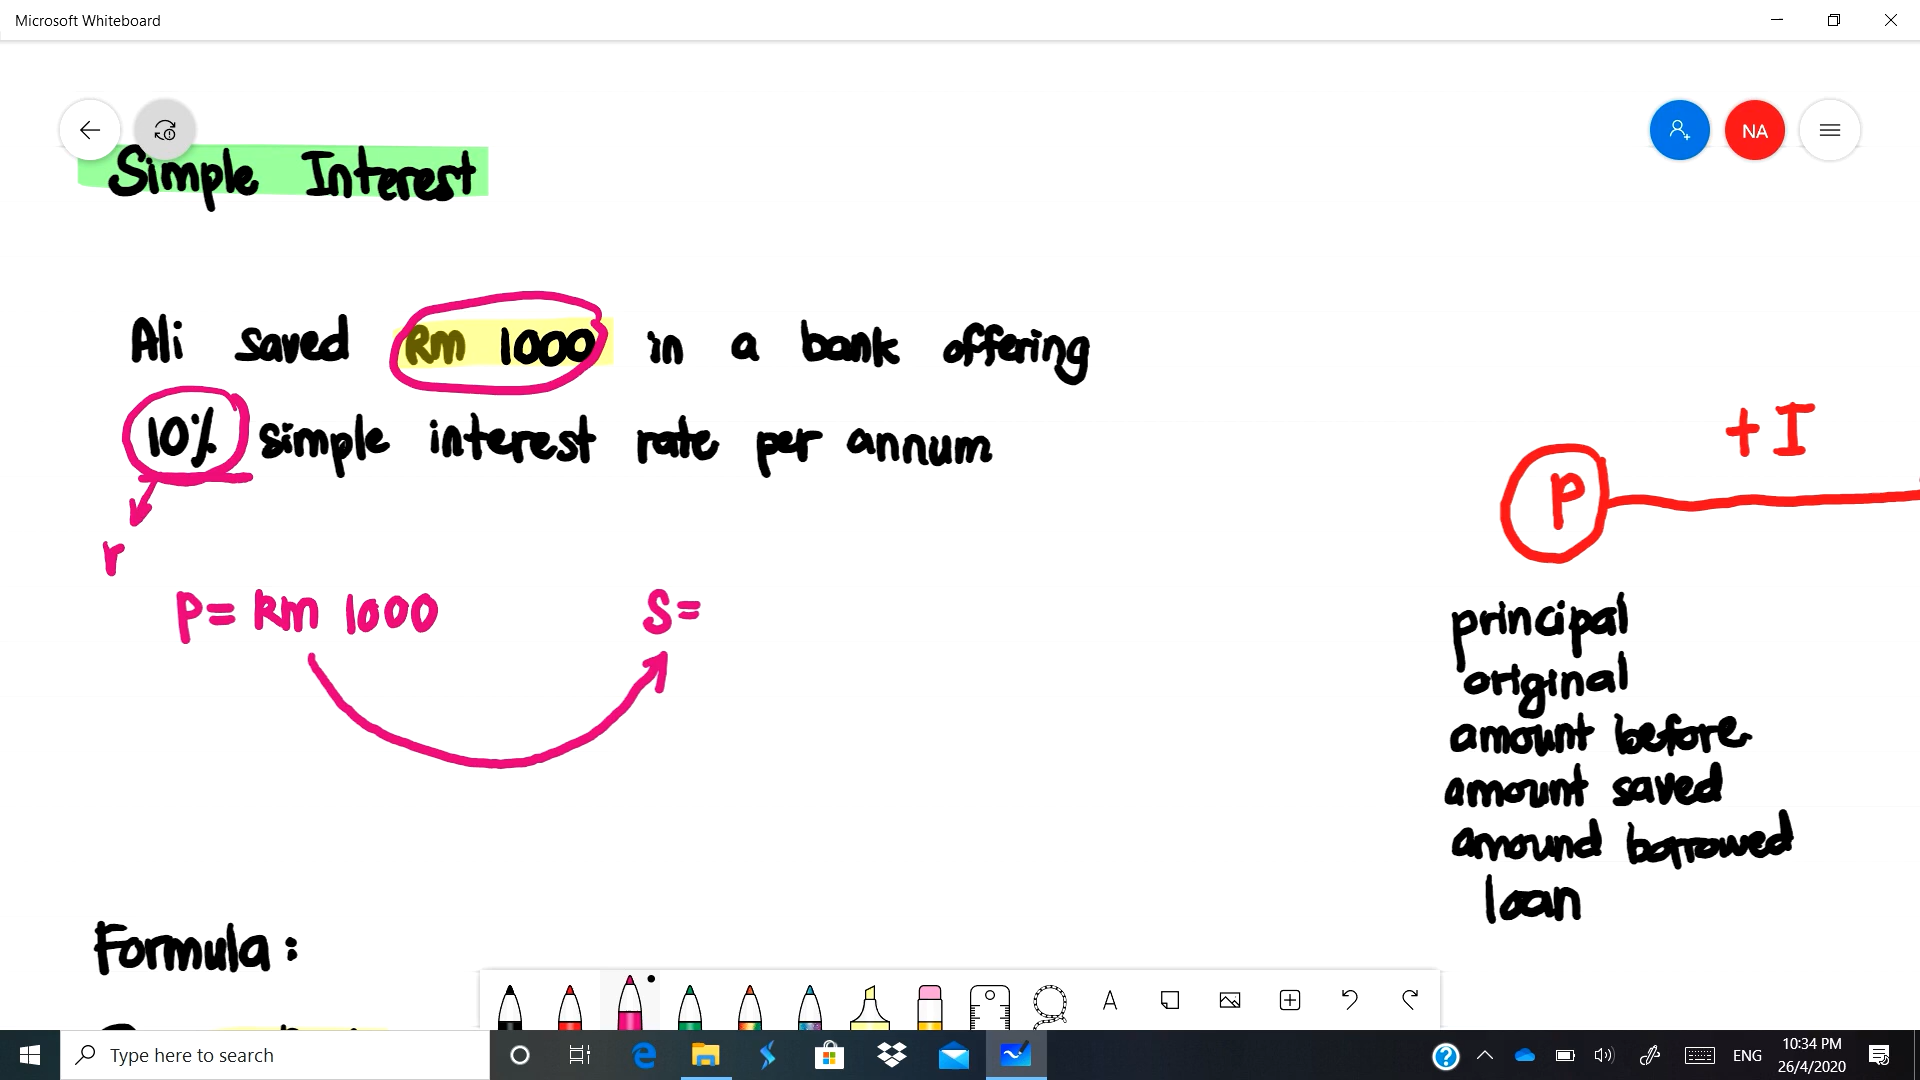 Microsoft Whiteboard
NA
Simple Interest
Ali saved Rm 1000 in a bank offering
10% simple interest rate per annum
r
P = Rm 1000
S =
+ I
P
principal
original
amount before
amount saved
amound borrowed
loan
Formula:
A
Type here to search
ENG
10:34 PM
26/4/2020